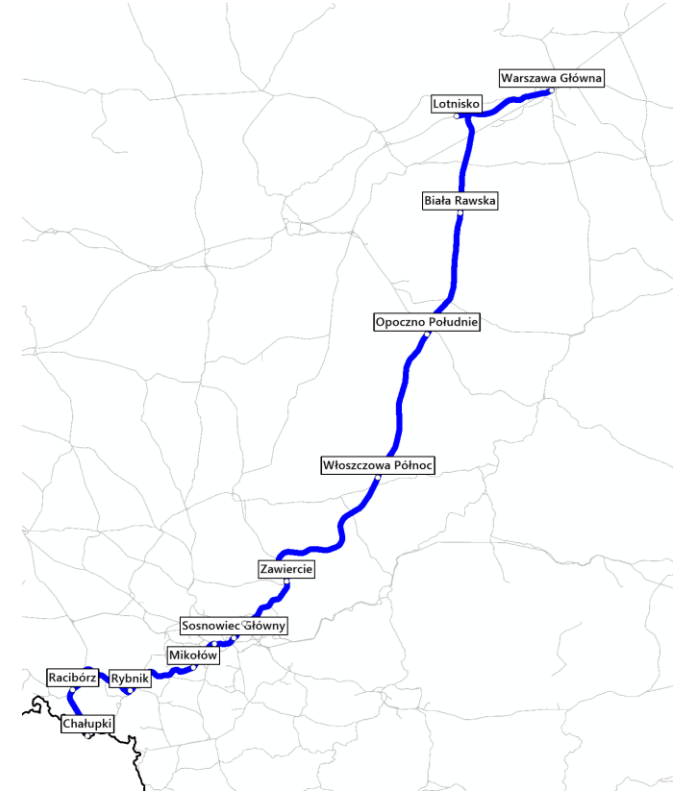 Warszawa Główna
Lotnisko
Biała Rawska
Opoczno Południe
Włoszczowa Północ
Zawiercie
Sosnowiec Główny
Mikołów
Racibórz
Rybnik
Chałupki